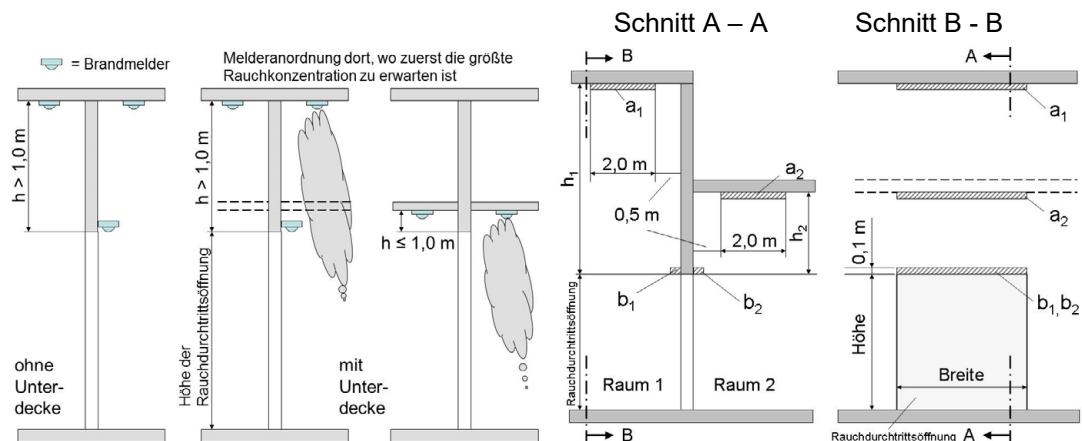 = Brandmelder
Melderanordnung dort, wo zuerst die größte
Rauchkonzentration zu erwarten ist
h > 1,0 m
h > 1,0 m
h ≤ 1,0 m
Höhe der
Rauchdurchtrittsöffnung
ohne
Unter-
decke
mit
Unter-
decke
Schnitt A – A
B
a1
2,0 m
h1
a2
0,5 m
2,0 m
h2
b1
b2
Rauchdurchtrittsöffnung
Raum 1
Raum 2
B
Schnitt B - B
A
a1
a2
0,1 m
b1,b2
Höhe
Breite
Rauchdurchtrittsöffnung
A